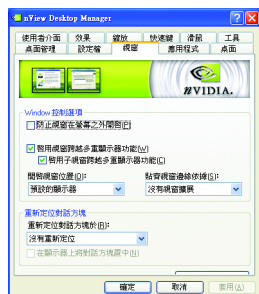 nView Desktop Manager
使用者介面 效果 縮放 快速鍵 滑鼠 工具
桌面管理 設定檔 視窗 應用程式 桌面
NVIDIA.
Window 控制選項
防止視窗在螢幕之外開啓(P)
啓用視窗跨越多重顯示器功能(W)
啓用子視窗跨越多重顯示器功能(C)
開啓視窗位置(O): 貼齊視窗邊緣依據(S):
預設的顯示器 沒有視窗擴展
重新定位對話方塊
重新定位對話方塊於(R):
沒有重新定位
在顯示器上將對話方塊置中(N)
確定 取消 套用(A)